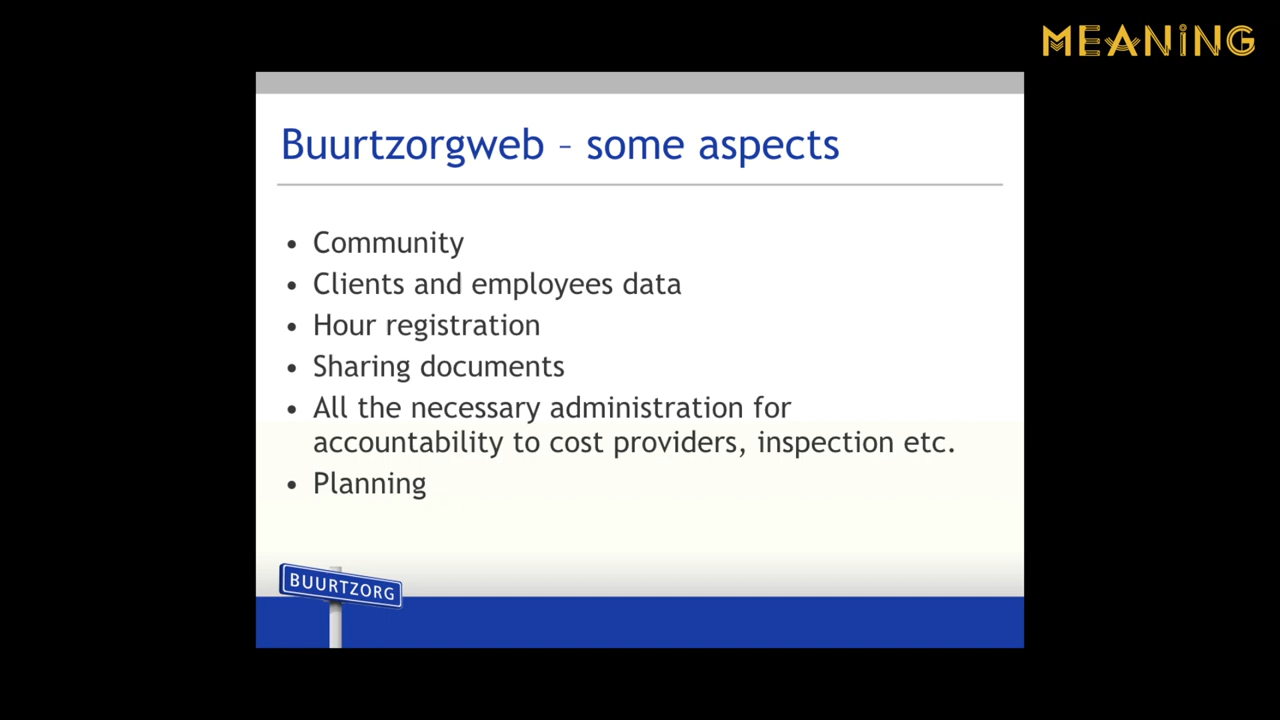 MEANiNG
Buurtzorgweb – some aspects
• Community
• Clients and employees data
• Hour registration
• Sharing documents
• All the necessary administration for
accountability to cost providers, inspection etc.
• Planning
BUURTZORG